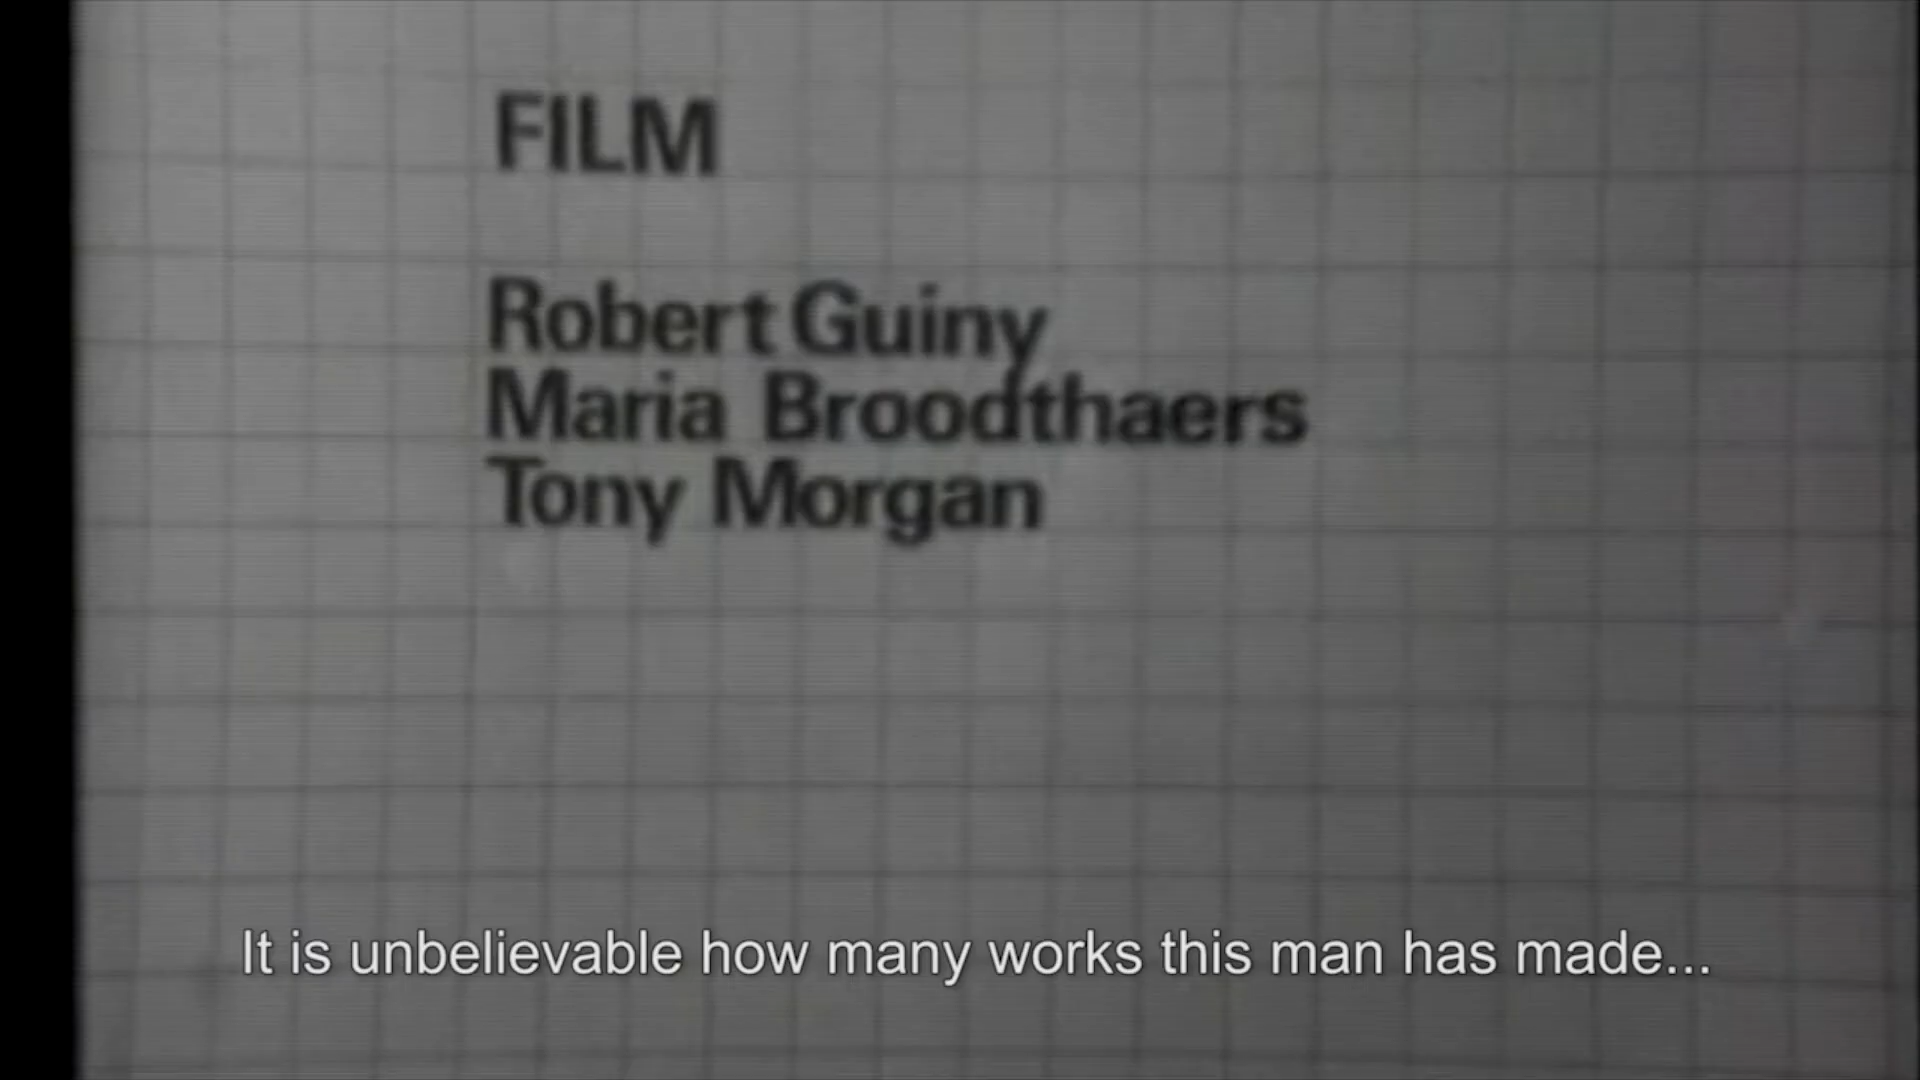 FILM
Robert Guiny
Maria Broodthaers
Tony Morgan
It is unbelievable how many works this man has made...